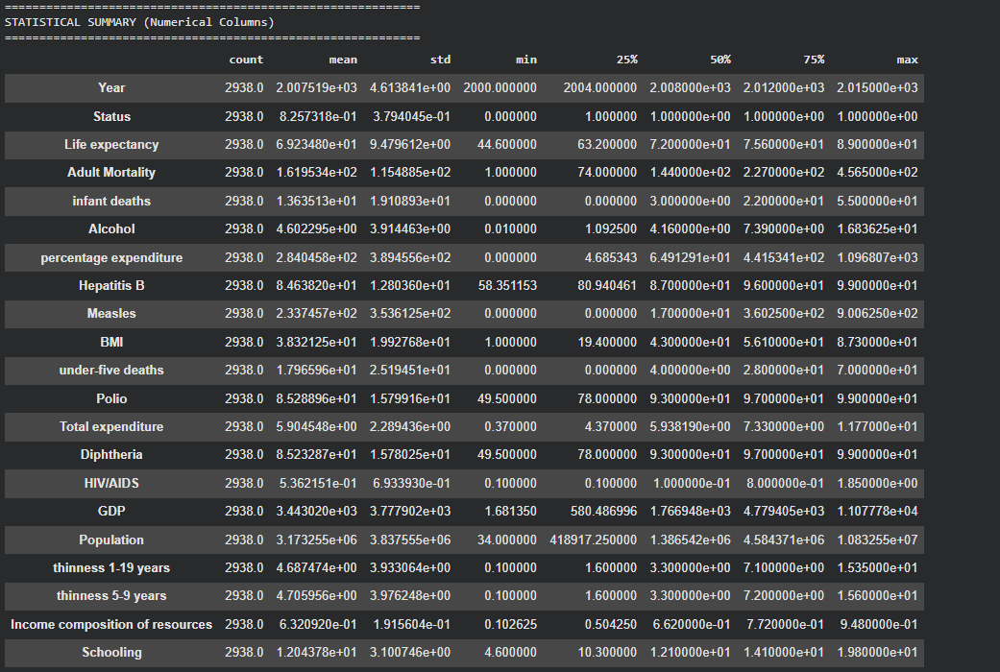 ============================================================
STATISTICAL SUMMARY (Numerical Columns)
============================================================
count mean std min 25% 50% 75% max
Year 2938.0 2.007519e+03 4.613841e+00 2000.000000 2004.000000 2.008000e+03 2.012000e+03 2.015000e+03
Status 2938.0 8.257318e-01 3.794045e-01 0.000000 1.000000 1.000000e+00 1.000000e+00 1.000000e+00
Life expectancy 2938.0 6.923480e+01 9.479612e+00 44.600000 63.200000 7.200000e+01 7.560000e+01 8.900000e+01
Adult Mortality 2938.0 1.619534e+02 1.154885e+02 1.000000 74.000000 1.440000e+02 2.270000e+02 4.565000e+02
infant deaths 2938.0 1.363513e+01 1.910893e+01 0.000000 0.000000 3.000000e+00 2.200000e+01 5.500000e+01
Alcohol 2938.0 4.602295e+00 3.914463e+00 0.010000 1.092500 4.160000e+00 7.390000e+00 1.683625e+01
percentage expenditure 2938.0 2.840458e+02 3.894556e+02 0.000000 4.685343 6.491291e+01 4.415341e+02 1.096807e+03
Hepatitis B 2938.0 8.463820e+01 1.280360e+01 58.351153 80.940461 8.700000e+01 9.600000e+01 9.900000e+01
Measles 2938.0 2.337457e+02 3.536125e+02 0.000000 0.000000 1.700000e+01 3.602500e+02 9.006250e+02
BMI 2938.0 3.832125e+01 1.992768e+01 1.000000 19.400000 4.300000e+01 5.610000e+01 8.730000e+01
under-five deaths 2938.0 1.796596e+01 2.519451e+01 0.000000 0.000000 4.000000e+00 2.800000e+01 7.000000e+01
Polio 2938.0 8.528896e+01 1.579916e+01 49.500000 78.000000 9.300000e+01 9.700000e+01 9.900000e+01
Total expenditure 2938.0 5.904548e+00 2.289436e+00 0.370000 4.370000 5.938190e+00 7.330000e+00 1.177000e+01
Diphtheria 2938.0 8.523287e+01 1.578025e+01 49.500000 78.000000 9.300000e+01 9.700000e+01 9.900000e+01
HIV/AIDS 2938.0 5.362151e-01 6.933930e-01 0.100000 0.100000 1.000000e-01 8.000000e-01 1.850000e+00
GDP 2938.0 3.443020e+03 3.777902e+03 1.681350 580.486996 1.766948e+03 4.779405e+03 1.107778e+04
Population 2938.0 3.173255e+06 3.837555e+06 34.000000 418917.250000 1.386542e+06 4.584371e+06 1.083255e+07
thinness 1-19 years 2938.0 4.687474e+00 3.933064e+00 0.100000 1.600000 3.300000e+00 7.100000e+00 1.535000e+01
thinness 5-9 years 2938.0 4.705956e+00 3.976248e+00 0.100000 1.600000 3.300000e+00 7.200000e+00 1.560000e+01
Income composition of resources 2938.0 6.320920e-01 1.915604e-01 0.102625 0.504250 6.620000e-01 7.720000e-01 9.480000e-01
Schooling 2938.0 1.204378e+01 3.100746e+00 4.600000 10.300000 1.210000e+01 1.410000e+01 1.980000e+01